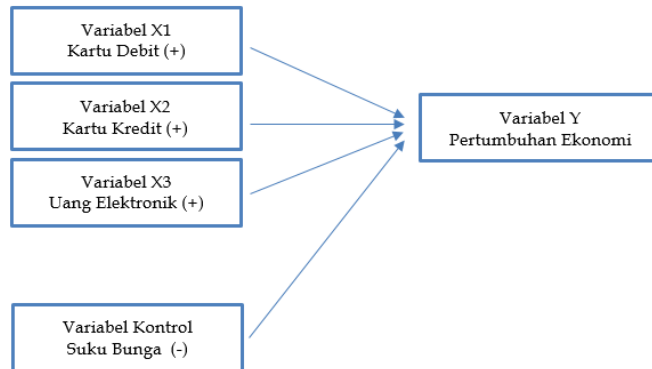 Variabel X1
Kartu Debit (+)
Variabel X2
Kartu Kredit (+)
Variabel X3
Uang Elektronik (+)
Variabel Kontrol
Suku Bunga (-)
Variabel Y
Pertumbuhan Ekonomi